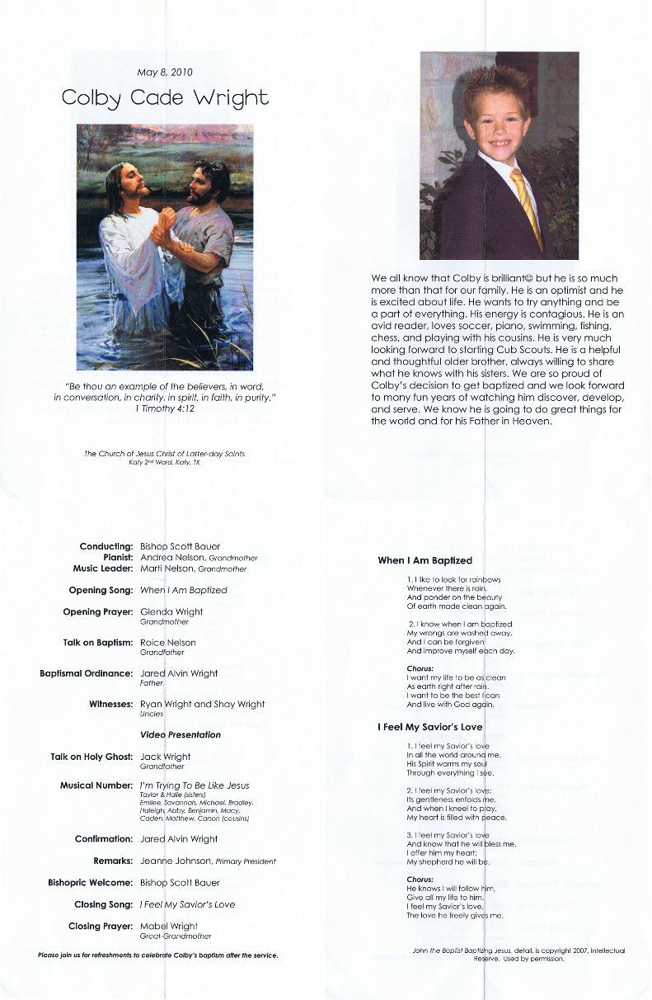 May 8, 2010
Colby Cade Wright
"Be thou an example of the believers, in word,
in conversation, in charity, in spirit, in faith, in purity."
1 Timothy 4:12
The Church of Jesus Christ of Latter-day Saints
Katy 2nd Ward, Katy, TX
We all know that Colby is brilliant☺ but he is so much
more than that for our family. He is an optimist and he
is excited about life. He wants to try anything and be
a part of everything. His energy is contagious. He is an
avid reader, loves soccer, piano, swimming, fishing,
chess, and playing with his cousins. He is very much
looking forward to starting Cub Scouts. He is a helpful
and thoughtful older brother, always willing to share
what he knows with his sisters. We are so proud of
Colby's decision to get baptized and we look forward
to many fun years of watching him discover, develop,
and serve. We know he is going to do great things for
the world and for his Father in Heaven.
Conducting: Bishop Scott Bauer
Pianist: Andrea Nelson, Grandmother
Music Leader: Marti Nelson, Grandmother
Opening Song: When I Am Baptized
Opening Prayer: Glenda Wright
Grandmother
Talk on Baptism: Roice Nelson
Grandfather
Baptismal Ordinance: Jared Alvin Wright
Father
Witnesses: Ryan Wright and Shay Wright
Uncles
Video Presentation
Talk on Holy Ghost: Jack Wright
Grandfather
Musical Number: I'm Trying To Be Like Jesus
Taylor & Halle (sisters)
Emilee, Savannah, Michael, Bradley,
Haleigh, Abby, Benjamin, Macy,
Caden, Matthew, Carson (cousins)
Confirmation: Jared Alvin Wright
Remarks: Jeanne Johnson, Primary President
Bishopric Welcome: Bishop Scott Bauer
Closing Song: I Feel My Savior's Love
Closing Prayer: Mabel Wright
Great-Grandmother
Please join us for refreshments to celebrate Colby's baptism after the service.
When I Am Baptized
1. I like to look for rainbows
Whenever there is rain,
And ponder on the beauty
Of earth made clean again.
2. I know when I am baptized
My wrongs are washed away,
And I can be forgiven
And improve myself each day.
Chorus:
I want my life to be as clean
As earth right after rain.
I want to be the best I can
And live with God again.
I Feel My Savior's Love
1. I feel my Savior's love
In all the world around me.
His Spirit warms my soul
Through everything I see.
2. I feel my Savior's love;
Its gentleness enfolds me.
And when I kneel to pray,
My heart is filled with peace.
3. I feel my Savior's love
And know that he will bless me.
I offer him my heart;
My shepherd he will be.
Chorus:
He knows I will follow him,
Give all my life to him.
I feel my Savior's love,
The love he freely gives me.
John the Baptist Baptizing Jesus, detail, is copyright 2007, Intellectual
Reserve. Used by permission.